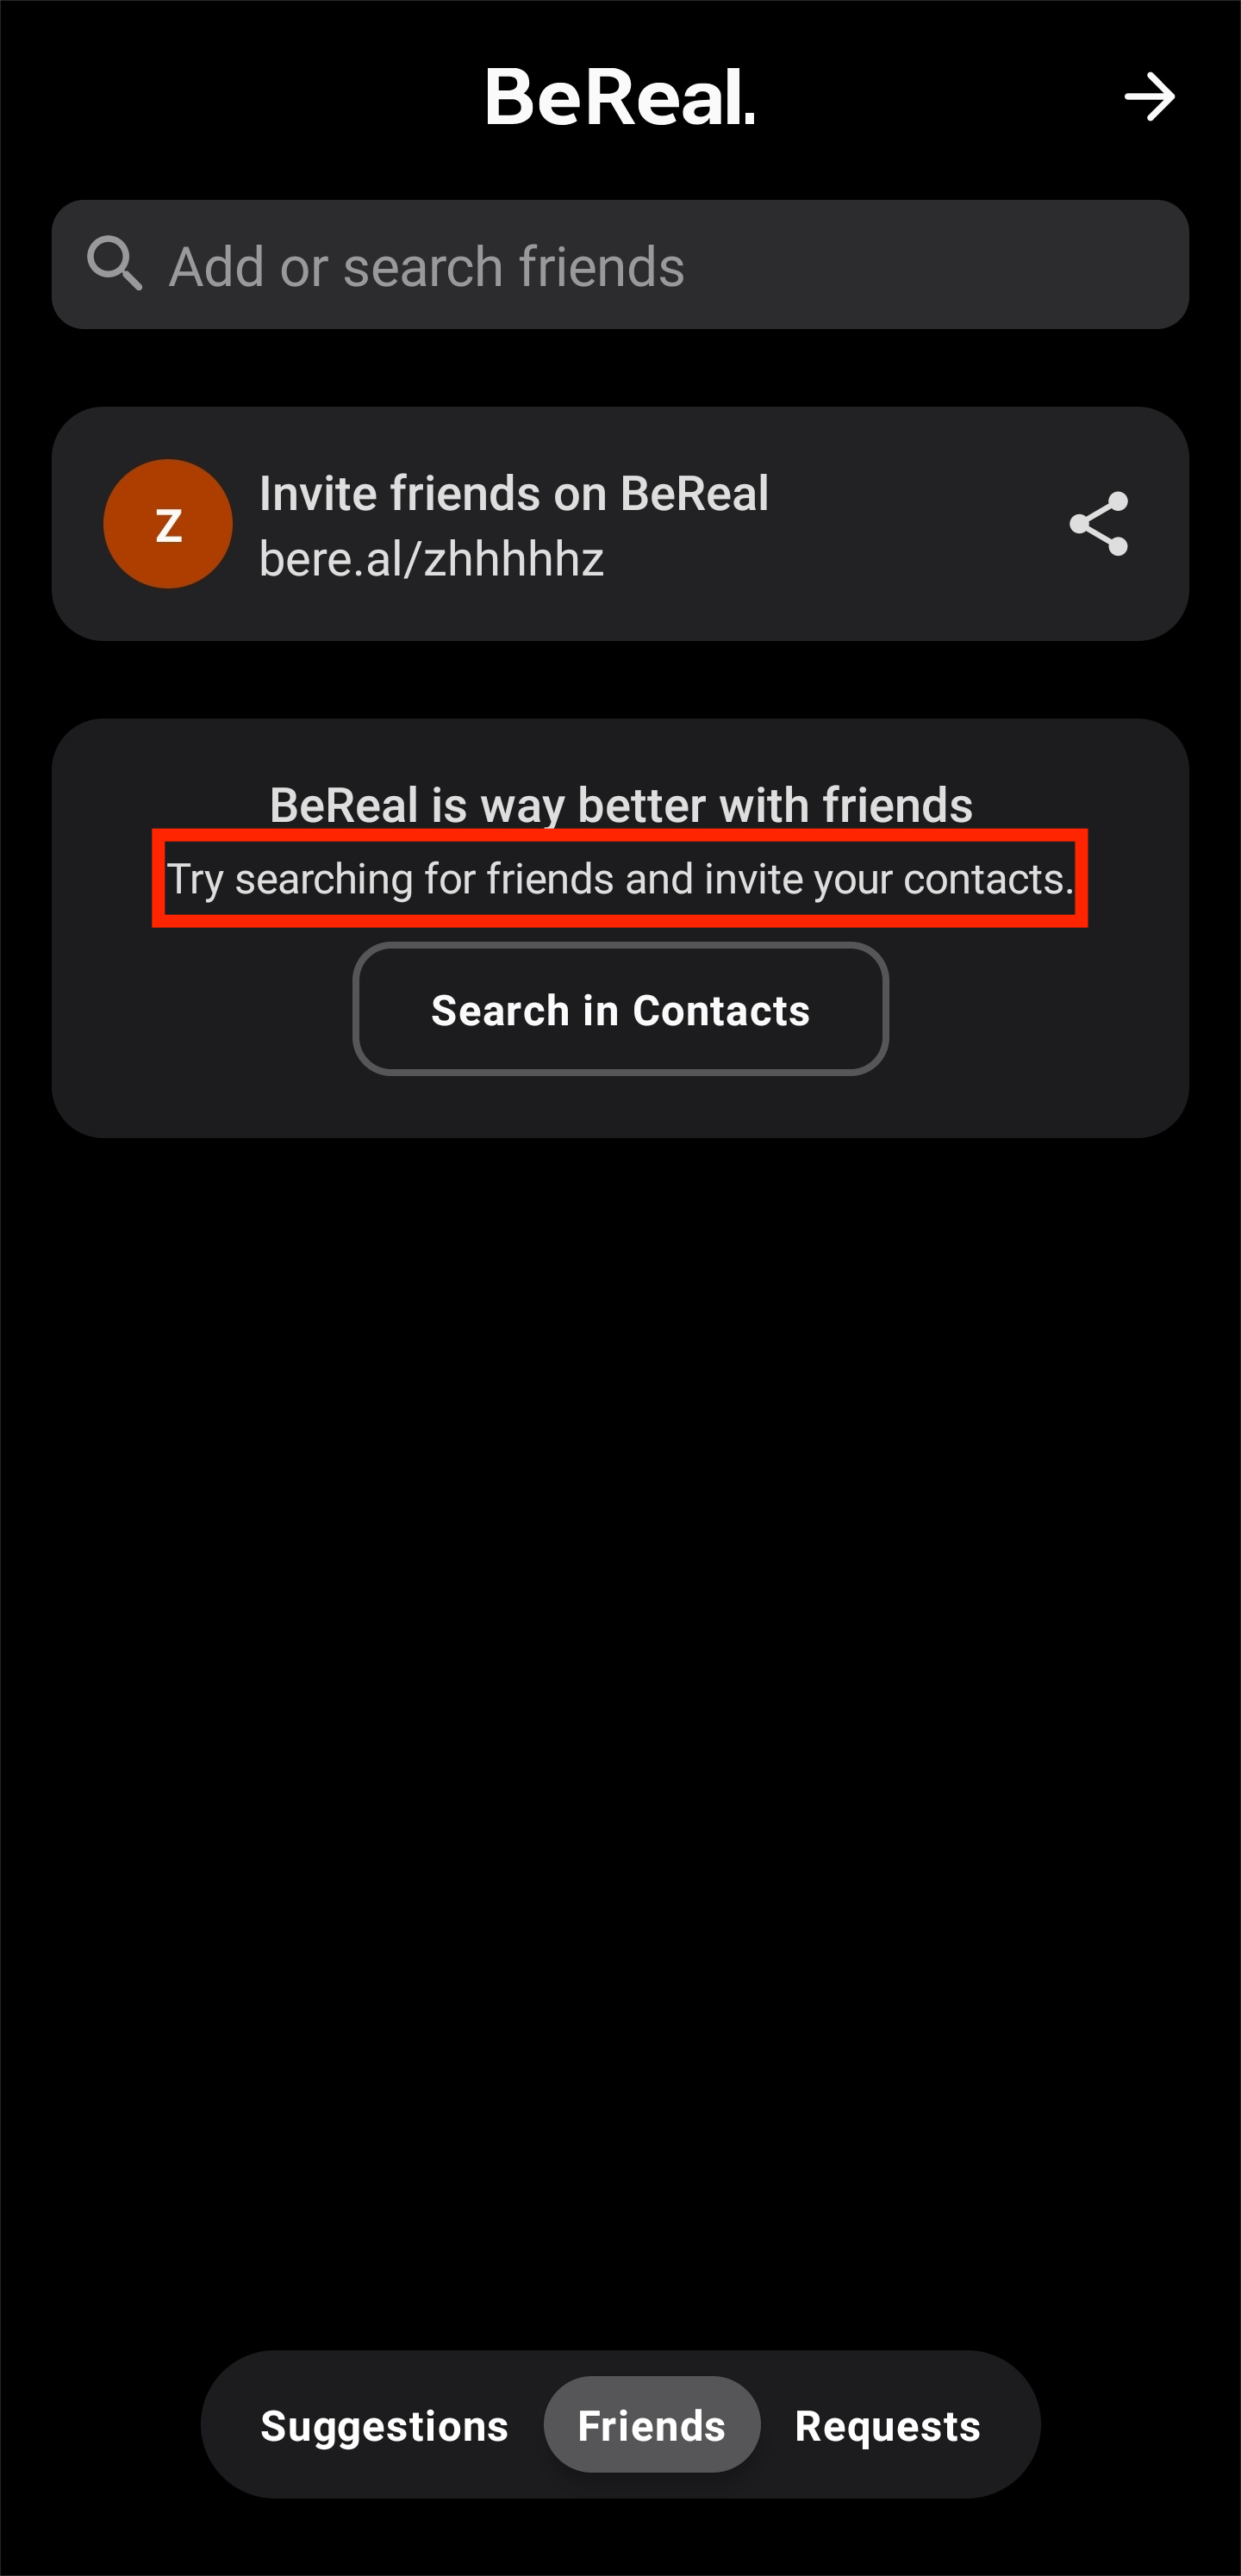 BeReal.
Add or search friends
Z
Invite friends on BeReal
bere.al/zhhhhhz
BeReal is way better with friends
Try searching for friends and invite your contacts.
Search in Contacts
Suggestions Friends Requests